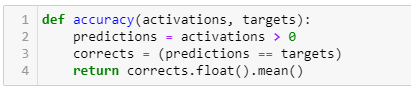 1 def accuracy(activations, targets):
2     predictions = activations > 0
3     corrects = (predictions == targets)
4     return corrects.float().mean()